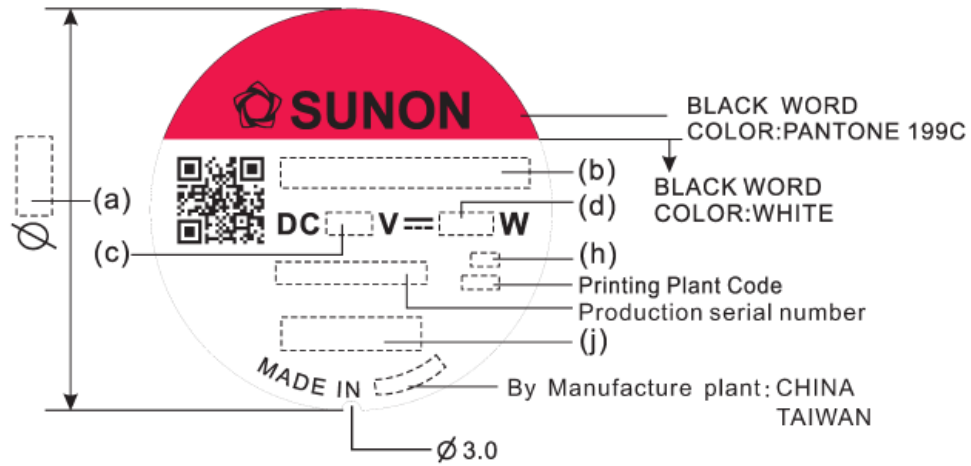 SUNON
BLACK WORD
COLOR:PANTONE 199C
BLACK WORD
COLOR:WHITE
(a)
(b)
(d)
DC V W
(c)
(h)
Printing Plant Code
Production serial number
(j)
MADE IN
By Manufacture plant: CHINA
TAIWAN
Ø
Ø 3.0